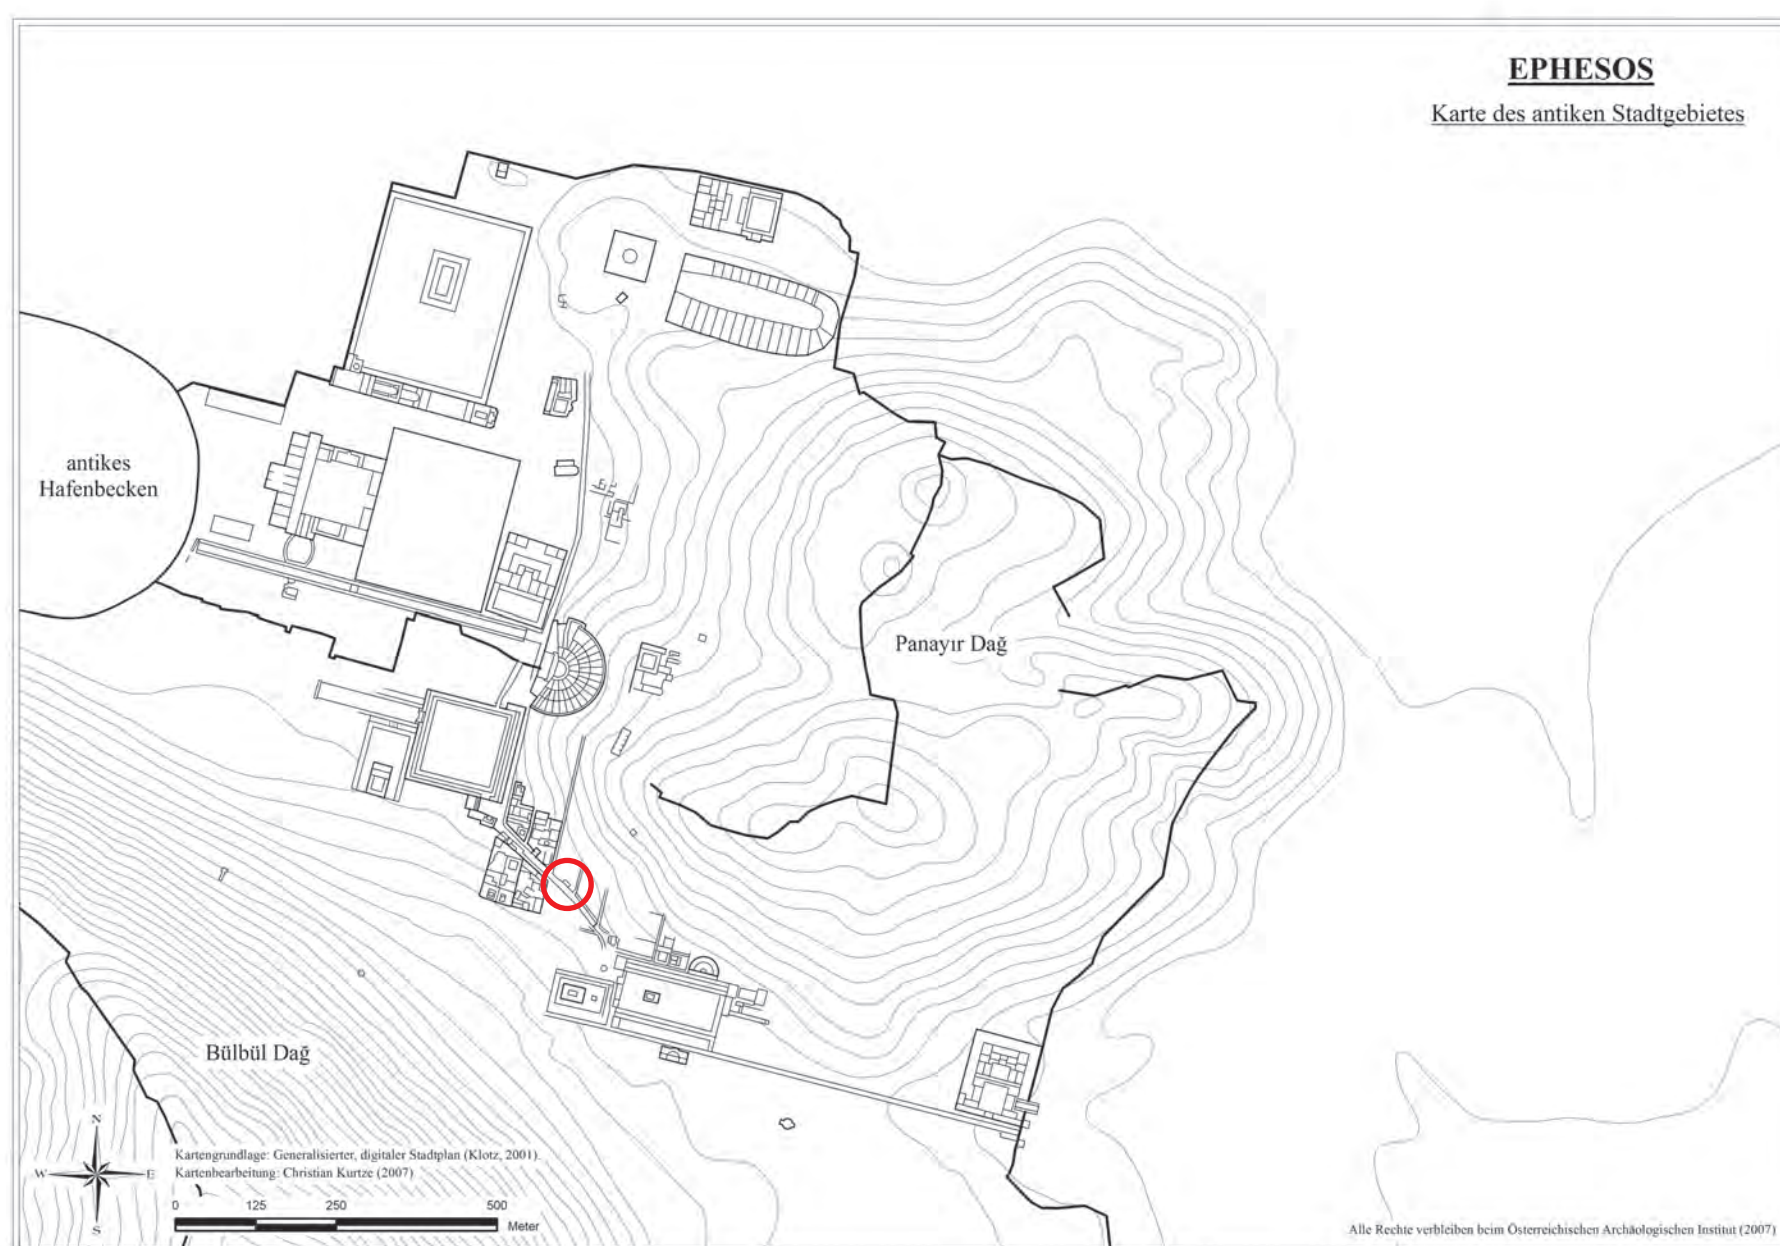 EPHESOS
Karte des antiken Stadtgebietes
antikes
Hafenbecken
Panayır Dağ
Bülbül Dağ
N
W E
S
Kartengrundlage: Generalisierter, digitaler Stadtplan (Klotz, 2001).
Kartenbearbeitung: Christian Kurtze (2007)
0 125 250 500
Meter
Alle Rechte verbleiben beim Österreichischen Archäologischen Institut (2007)